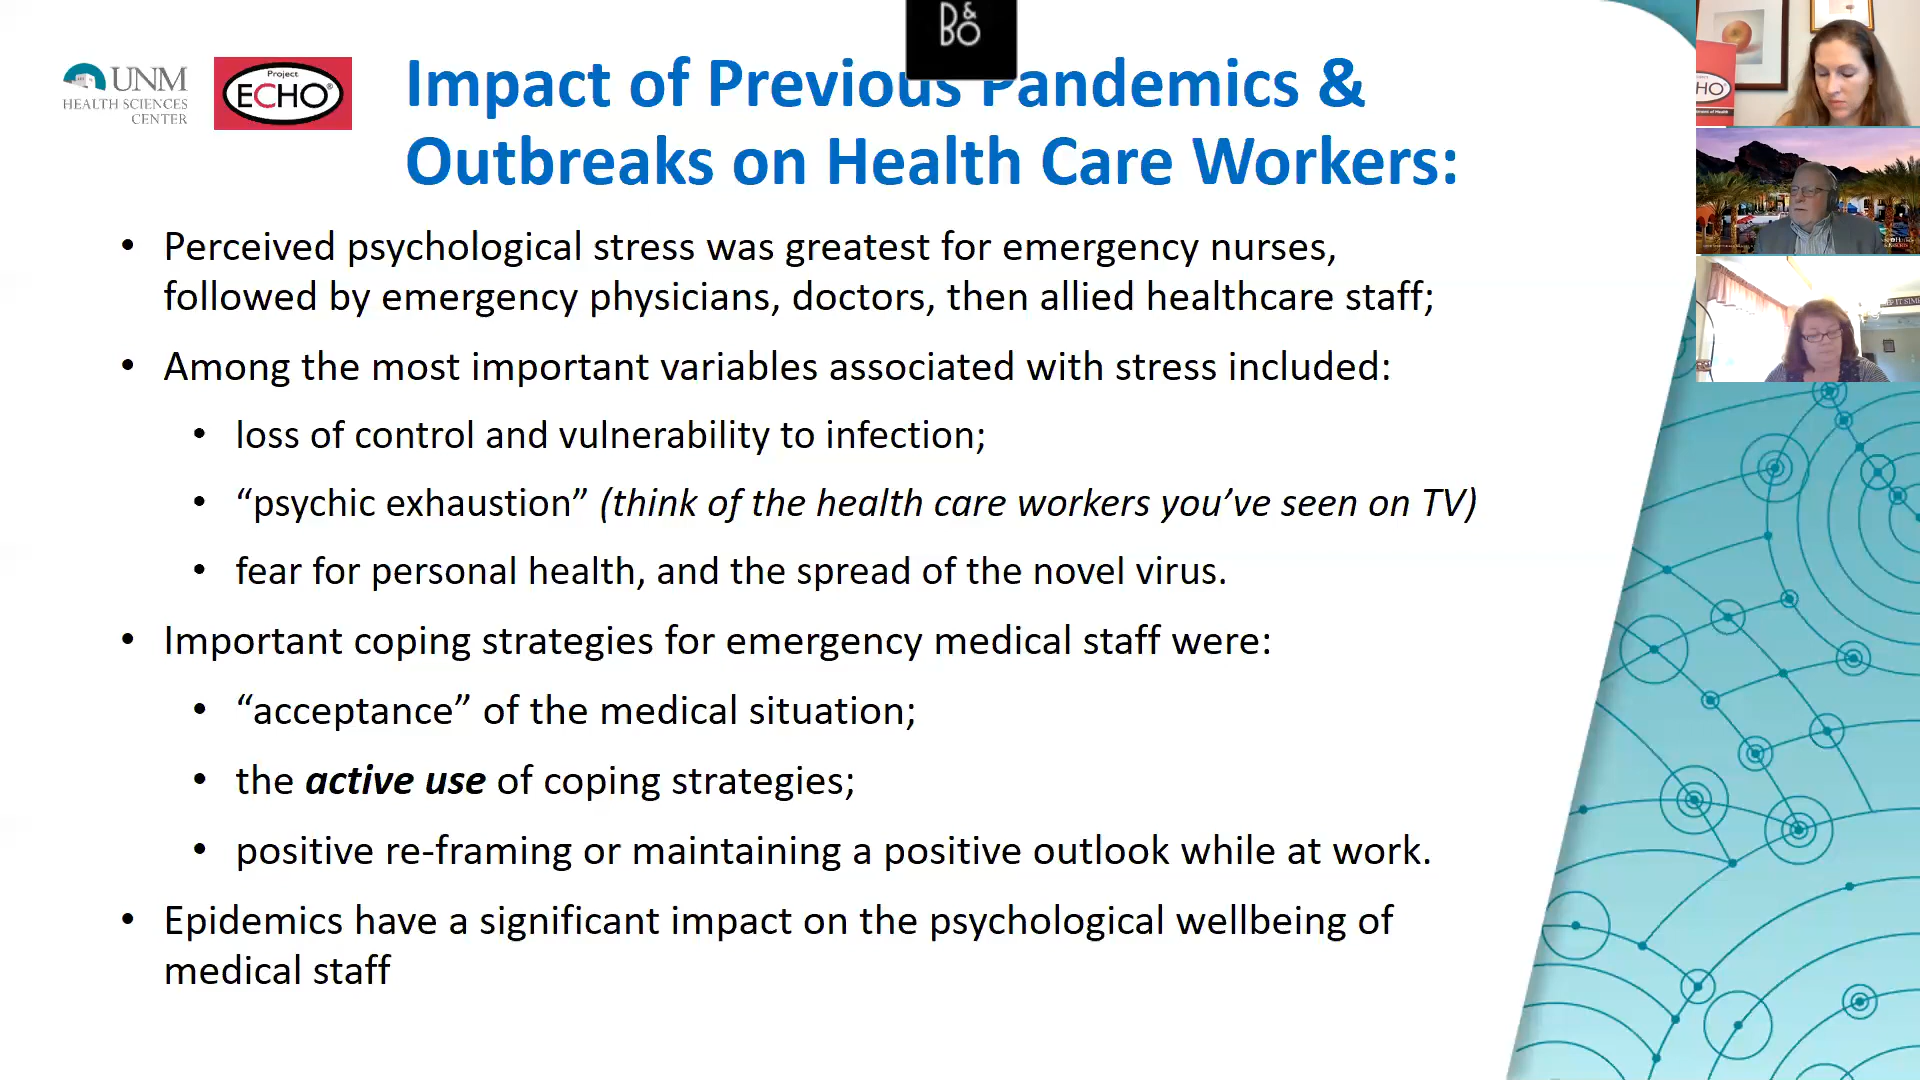 B&O
UNM
HEALTH SCIENCES
CENTER
Project
ECHO®
Impact of Previous Pandemics &
Outbreaks on Health Care Workers:
• Perceived psychological stress was greatest for emergency nurses,
followed by emergency physicians, doctors, then allied healthcare staff;
• Among the most important variables associated with stress included:
• loss of control and vulnerability to infection;
• “psychic exhaustion” (think of the health care workers you’ve seen on TV)
• fear for personal health, and the spread of the novel virus.
• Important coping strategies for emergency medical staff were:
• “acceptance” of the medical situation;
• the active use of coping strategies;
• positive re-framing or maintaining a positive outlook while at work.
• Epidemics have a significant impact on the psychological wellbeing of
medical staff
HO®